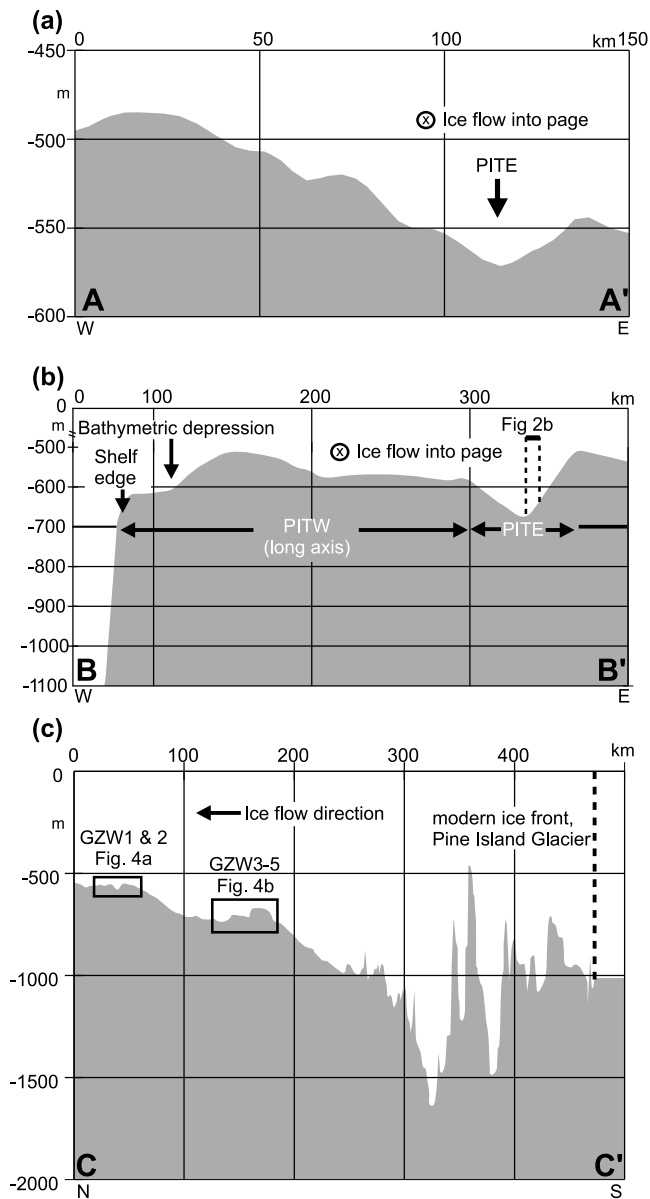 (a)
0 50 km 150
-450
m
ⓧ Ice flow into page
-500
PITE
-550
-600
A A'
W E
(b)
0 100 200 300 km
0
m
Bathymetric depression
Fig 2b
-500
Shelf
edge
ⓧ Ice flow into page
-600
-700
PITW
(long axis)
PITE
-800
-900
-1000
-1100
B B'
W E
(c)
0 100 200 300 400 km
0
m
Ice flow direction
modern ice front,
Pine Island Glacier
GZW1 & 2
Fig. 4a
GZW3-5
Fig. 4b
-500
-1000
-1500
-2000
C C'
N S